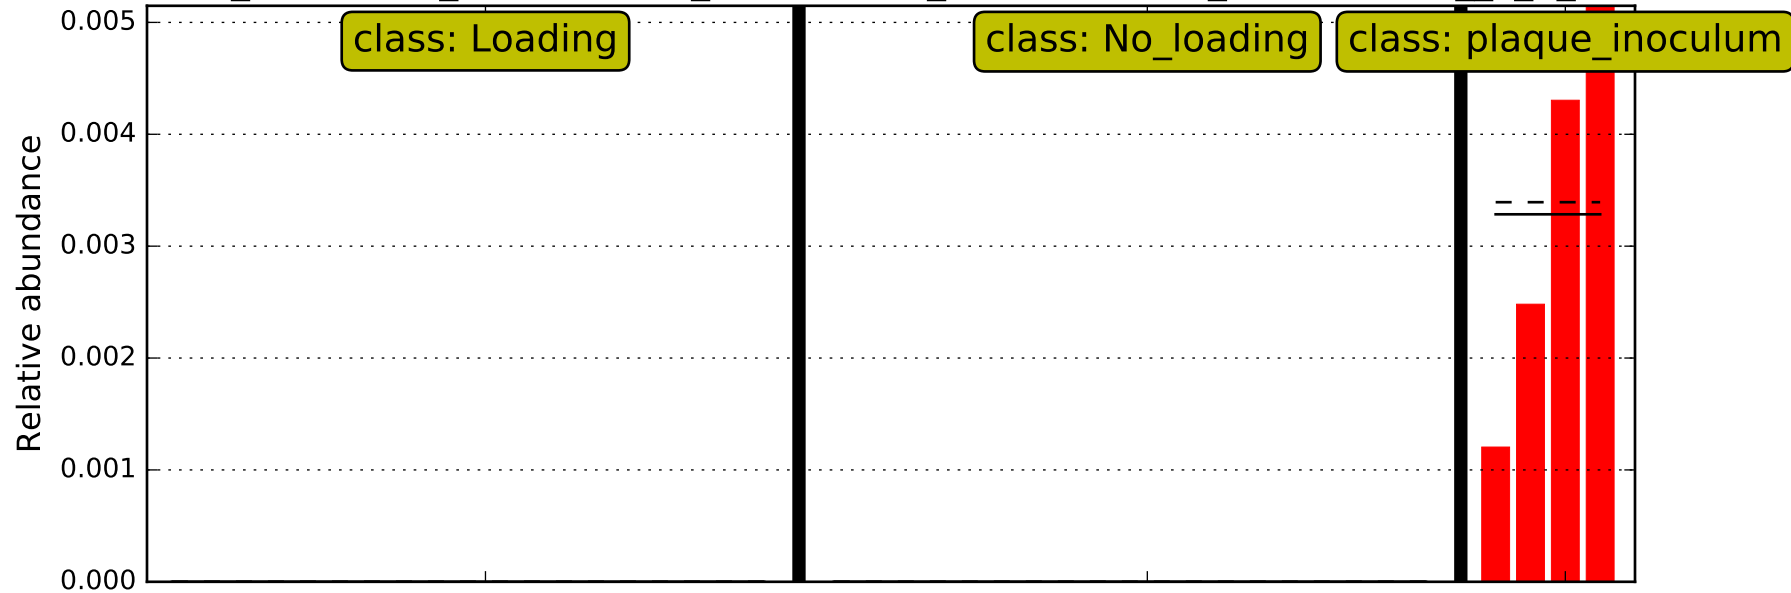 class: Loading
class: No_loading
class: plaque_inoculum
Relative abundance
0.005
0.004
0.003
0.002
0.001
0.000